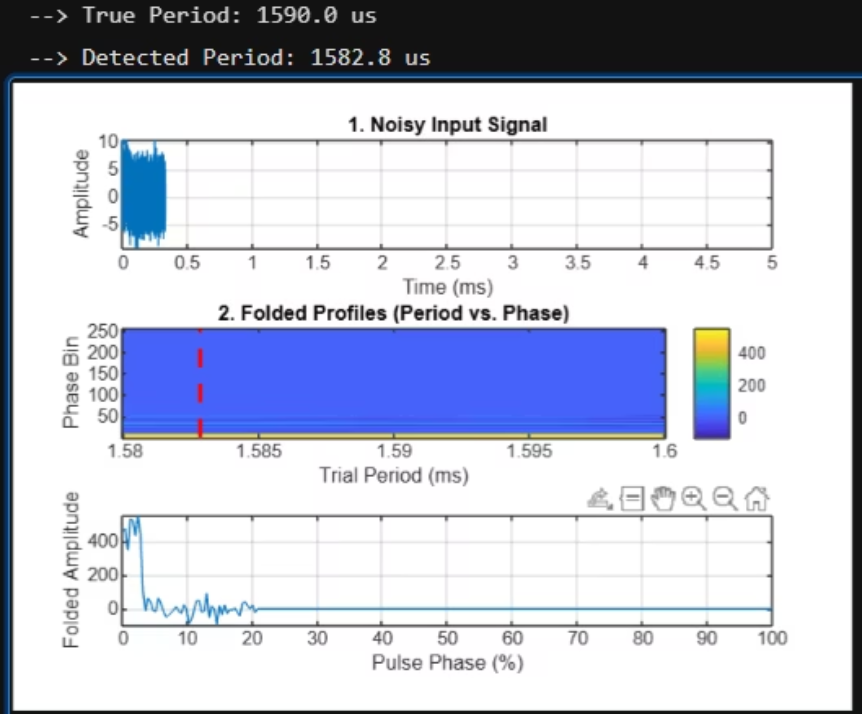 --> True Period: 1590.0 us
--> Detected Period: 1582.8 us
1. Noisy Input Signal
Amplitude
10
5
0
-5
0 0.5 1 1.5 2 2.5 3 3.5 4 4.5 5
Time (ms)
2. Folded Profiles (Period vs. Phase)
Phase Bin
250
200
150
100
50
1.58 1.585 1.59 1.595 1.6
Trial Period (ms)
400
200
0
Folded Amplitude
400
200
0
0 10 20 30 40 50 60 70 80 90 100
Pulse Phase (%)